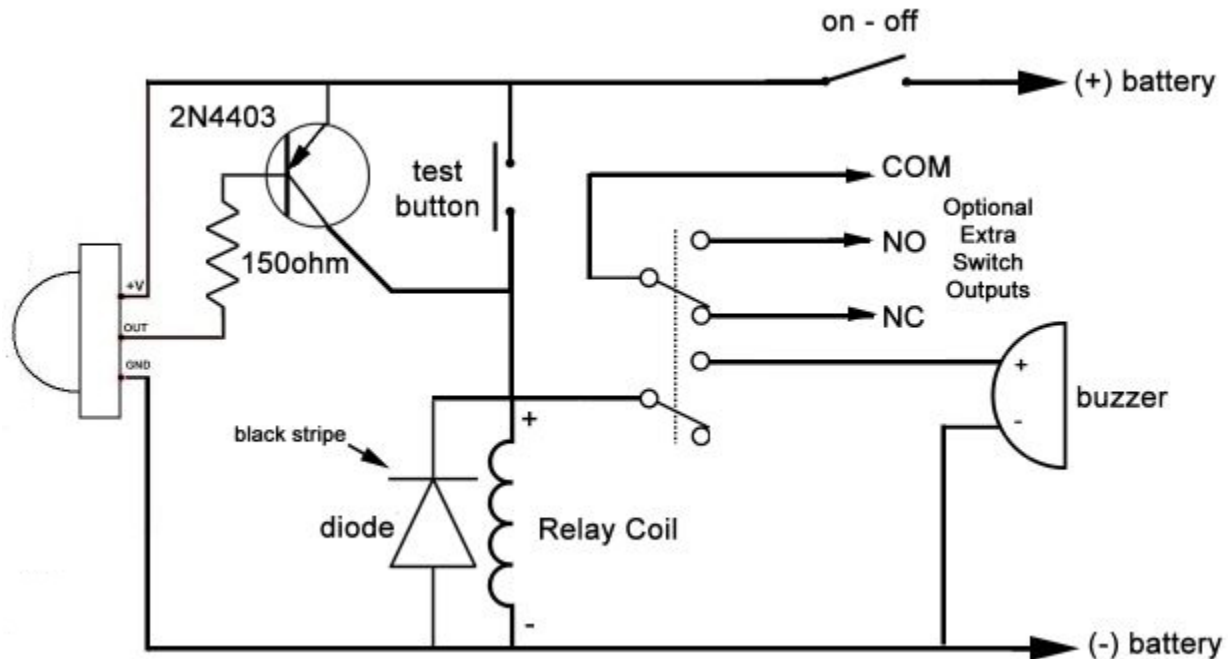 on - off
(+) battery
2N4403
test
button
COM
NO
NC
Optional
Extra
Switch
Outputs
150ohm
+V
OUT
GND
+
-
buzzer
black stripe
+
diode
Relay Coil
-
(-) battery